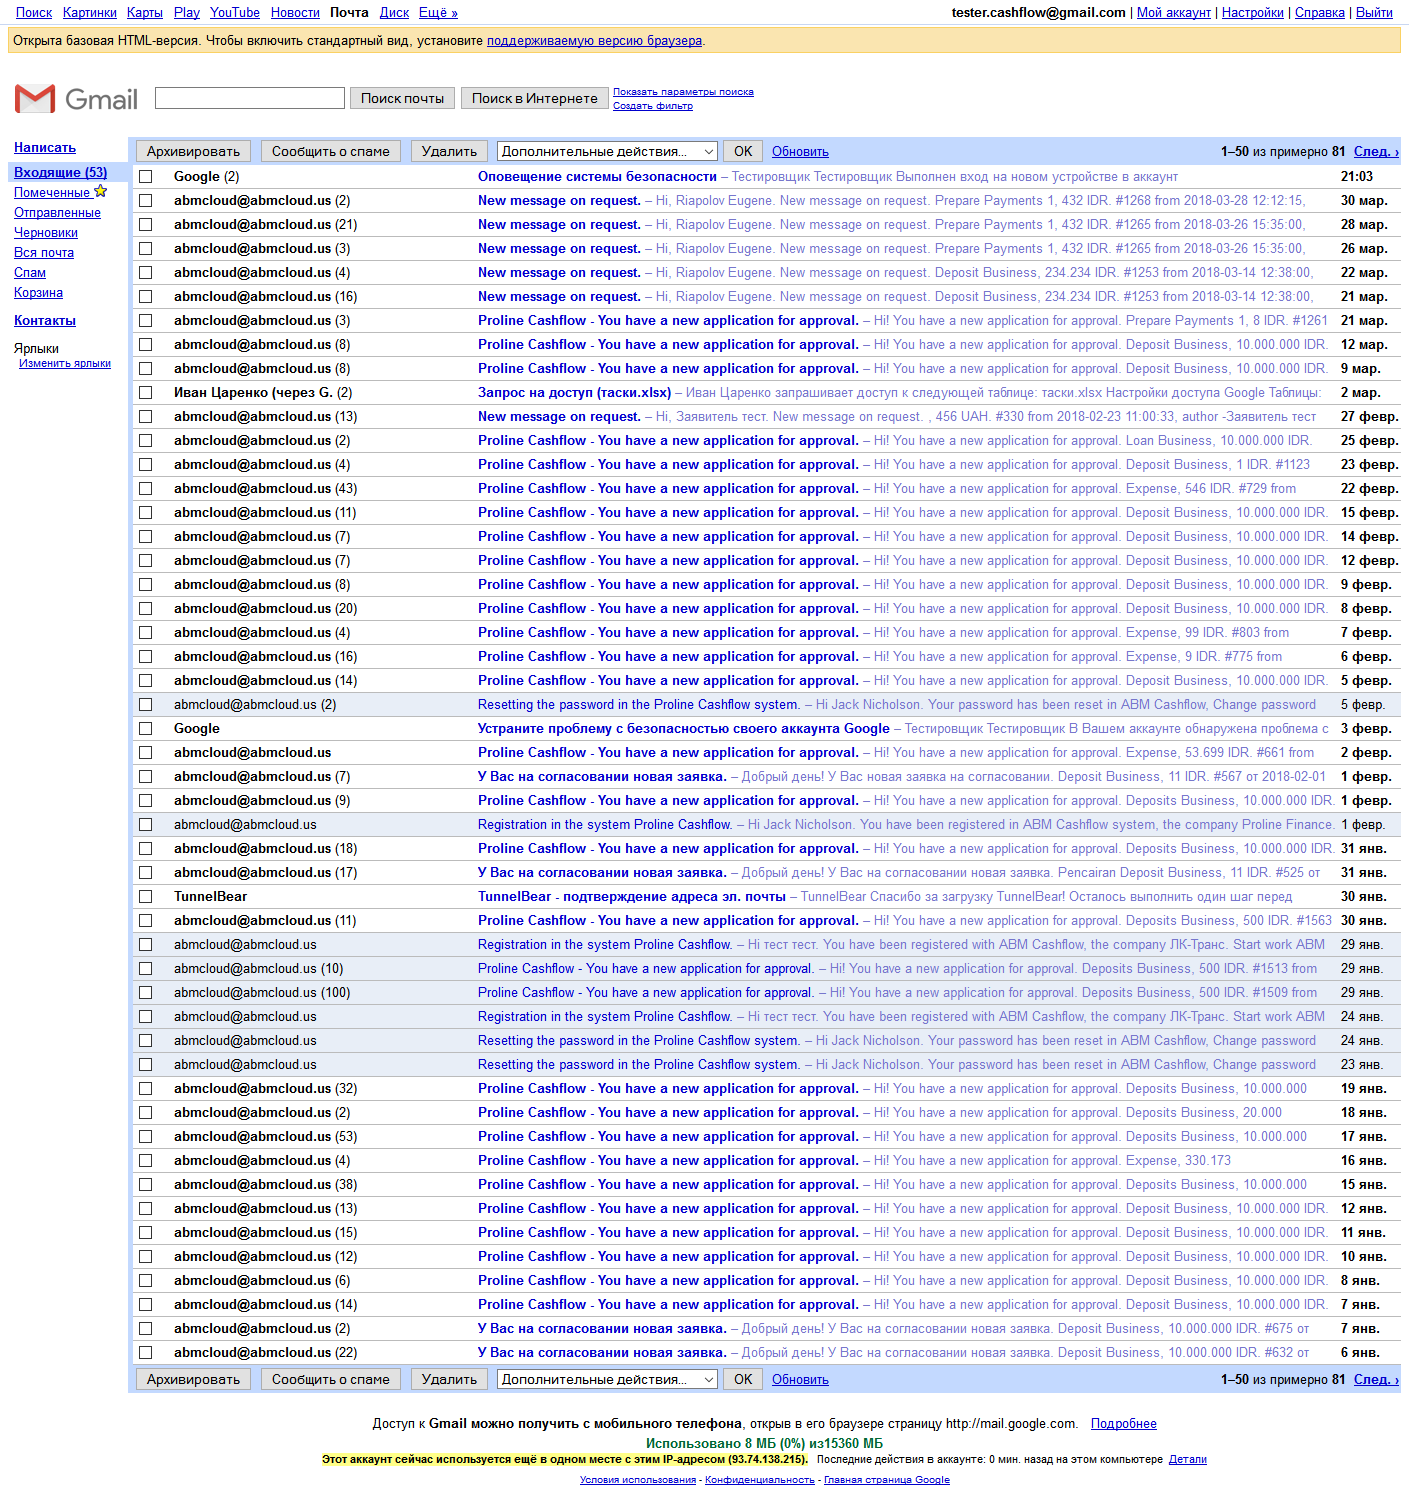 Поиск Картинки Карты Play YouTube Новости Почта Диск Ещё » tester.cashflow@gmail.com | Мой аккаунт | Настройки | Справка | Выйти
Открыта базовая HTML-версия. Чтобы включить стандартный вид, установите поддерживаемую версию браузера.
Gmail Поиск почты Поиск в Интернете Показать параметры поиска
Создать фильтр
Написать
Входящие (53)
Помеченные
Отправленные
Черновики
Вся почта
Спам
Корзина
Контакты
Ярлыки
Изменить ярлыки
Архивировать Сообщить о спаме Удалить Дополнительные действия... OK Обновить 1–50 из примерно 81 След. ›
Google (2) Оповещение системы безопасности – Тестировщик Тестировщик Выполнен вход на новом устройстве в аккаунт 21:03
abmcloud@abmcloud.us (2) New message on request. – Hi, Riapolov Eugene. New message on request. Prepare Payments 1, 432 IDR. #1268 from 2018-03-28 12:12:15, 30 мар.
abmcloud@abmcloud.us (21) New message on request. – Hi, Riapolov Eugene. New message on request. Prepare Payments 1, 432 IDR. #1265 from 2018-03-26 15:35:00, 28 мар.
abmcloud@abmcloud.us (3) New message on request. – Hi, Riapolov Eugene. New message on request. Prepare Payments 1, 432 IDR. #1265 from 2018-03-26 15:35:00, 26 мар.
abmcloud@abmcloud.us (4) New message on request. – Hi, Riapolov Eugene. New message on request. Deposit Business, 234.234 IDR. #1253 from 2018-03-14 12:38:00, 22 мар.
abmcloud@abmcloud.us (16) New message on request. – Hi, Riapolov Eugene. New message on request. Deposit Business, 234.234 IDR. #1253 from 2018-03-14 12:38:00, 21 мар.
abmcloud@abmcloud.us (3) Proline Cashflow - You have a new application for approval. – Hi! You have a new application for approval. Prepare Payments 1, 8 IDR. #1261 21 мар.
abmcloud@abmcloud.us (8) Proline Cashflow - You have a new application for approval. – Hi! You have a new application for approval. Deposit Business, 10.000.000 IDR. 12 мар.
abmcloud@abmcloud.us (8) Proline Cashflow - You have a new application for approval. – Hi! You have a new application for approval. Deposit Business, 10.000.000 IDR. 9 мар.
Иван Царенко (через G. (2) Запрос на доступ (таски.xlsx) – Иван Царенко запрашивает доступ к следующей таблице: таски.xlsx Настройки доступа Google Таблицы: 2 мар.
abmcloud@abmcloud.us (13) New message on request. – Hi, Заявитель тест. New message on request. , 456 UAH. #330 from 2018-02-23 11:00:33, author -Заявитель тест 27 февр.
abmcloud@abmcloud.us (2) Proline Cashflow - You have a new application for approval. – Hi! You have a new application for approval. Loan Business, 10.000.000 IDR. 25 февр.
abmcloud@abmcloud.us (4) Proline Cashflow - You have a new application for approval. – Hi! You have a new application for approval. Deposit Business, 1 IDR. #1123 23 февр.
abmcloud@abmcloud.us (43) Proline Cashflow - You have a new application for approval. – Hi! You have a new application for approval. Expense, 546 IDR. #729 from 22 февр.
abmcloud@abmcloud.us (11) Proline Cashflow - You have a new application for approval. – Hi! You have a new application for approval. Deposit Business, 10.000.000 IDR. 15 февр.
abmcloud@abmcloud.us (7) Proline Cashflow - You have a new application for approval. – Hi! You have a new application for approval. Deposit Business, 10.000.000 IDR. 14 февр.
abmcloud@abmcloud.us (7) Proline Cashflow - You have a new application for approval. – Hi! You have a new application for approval. Deposit Business, 10.000.000 IDR. 12 февр.
abmcloud@abmcloud.us (8) Proline Cashflow - You have a new application for approval. – Hi! You have a new application for approval. Deposit Business, 10.000.000 IDR. 9 февр.
abmcloud@abmcloud.us (20) Proline Cashflow - You have a new application for approval. – Hi! You have a new application for approval. Deposit Business, 10.000.000 IDR. 8 февр.
abmcloud@abmcloud.us (4) Proline Cashflow - You have a new application for approval. – Hi! You have a new application for approval. Expense, 99 IDR. #803 from 7 февр.
abmcloud@abmcloud.us (16) Proline Cashflow - You have a new application for approval. – Hi! You have a new application for approval. Expense, 9 IDR. #775 from 6 февр.
abmcloud@abmcloud.us (14) Proline Cashflow - You have a new application for approval. – Hi! You have a new application for approval. Deposit Business, 10.000.000 IDR. 5 февр.
abmcloud@abmcloud.us (2) Resetting the password in the Proline Cashflow system. – Hi Jack Nicholson. Your password has been reset in ABM Cashflow, Change password 5 февр.
Google Устраните проблему с безопасностью своего аккаунта Google – Тестировщик Тестировщик В Вашем аккаунте обнаружена проблема с 3 февр.
abmcloud@abmcloud.us Proline Cashflow - You have a new application for approval. – Hi! You have a new application for approval. Expense, 53.699 IDR. #661 from 2 февр.
abmcloud@abmcloud.us (7) У Вас на согласовании новая заявка. – Добрый день! У Вас новая заявка на согласовании. Deposit Business, 11 IDR. #567 от 2018-02-01 1 февр.
abmcloud@abmcloud.us (9) Proline Cashflow - You have a new application for approval. – Hi! You have a new application for approval. Deposits Business, 10.000.000 IDR. 1 февр.
abmcloud@abmcloud.us Registration in the system Proline Cashflow. – Hi Jack Nicholson. You have been registered in ABM Cashflow system, the company Proline Finance. 1 февр.
abmcloud@abmcloud.us (18) Proline Cashflow - You have a new application for approval. – Hi! You have a new application for approval. Deposits Business, 10.000.000 IDR. 31 янв.
abmcloud@abmcloud.us (17) У Вас на согласовании новая заявка. – Добрый день! У Вас на согласовании новая заявка. Pencairan Deposit Business, 11 IDR. #525 от 31 янв.
TunnelBear TunnelBear - подтверждение адреса эл. почты – TunnelBear Спасибо за загрузку TunnelBear! Осталось выполнить один шаг перед 30 янв.
abmcloud@abmcloud.us (11) Proline Cashflow - You have a new application for approval. – Hi! You have a new application for approval. Deposits Business, 500 IDR. #1563 30 янв.
abmcloud@abmcloud.us Registration in the system Proline Cashflow. – Hi тест тест. You have been registered with ABM Cashflow, the company ЛК-Транс. Start work ABM 29 янв.
abmcloud@abmcloud.us (10) Proline Cashflow - You have a new application for approval. – Hi! You have a new application for approval. Deposits Business, 500 IDR. #1513 from 29 янв.
abmcloud@abmcloud.us (100) Proline Cashflow - You have a new application for approval. – Hi! You have a new application for approval. Deposits Business, 500 IDR. #1509 from 29 янв.
abmcloud@abmcloud.us Registration in the system Proline Cashflow. – Hi тест тест. You have been registered with ABM Cashflow, the company ЛК-Транс. Start work ABM 24 янв.
abmcloud@abmcloud.us Resetting the password in the Proline Cashflow system. – Hi Jack Nicholson. Your password has been reset in ABM Cashflow, Change password 24 янв.
abmcloud@abmcloud.us Resetting the password in the Proline Cashflow system. – Hi Jack Nicholson. Your password has been reset in ABM Cashflow, Change password 23 янв.
abmcloud@abmcloud.us (32) Proline Cashflow - You have a new application for approval. – Hi! You have a new application for approval. Deposits Business, 10.000.000 19 янв.
abmcloud@abmcloud.us (2) Proline Cashflow - You have a new application for approval. – Hi! You have a new application for approval. Deposits Business, 20.000 18 янв.
abmcloud@abmcloud.us (53) Proline Cashflow - You have a new application for approval. – Hi! You have a new application for approval. Deposits Business, 10.000.000 17 янв.
abmcloud@abmcloud.us (4) Proline Cashflow - You have a new application for approval. – Hi! You have a new application for approval. Expense, 330.173 16 янв.
abmcloud@abmcloud.us (38) Proline Cashflow - You have a new application for approval. – Hi! You have a new application for approval. Deposits Business, 10.000.000 15 янв.
abmcloud@abmcloud.us (13) Proline Cashflow - You have a new application for approval. – Hi! You have a new application for approval. Deposit Business, 10.000.000 IDR. 12 янв.
abmcloud@abmcloud.us (15) Proline Cashflow - You have a new application for approval. – Hi! You have a new application for approval. Deposit Business, 10.000.000 IDR. 11 янв.
abmcloud@abmcloud.us (12) Proline Cashflow - You have a new application for approval. – Hi! You have a new application for approval. Deposit Business, 10.000.000 IDR. 10 янв.
abmcloud@abmcloud.us (6) Proline Cashflow - You have a new application for approval. – Hi! You have a new application for approval. Deposit Business, 10.000.000 IDR. 8 янв.
abmcloud@abmcloud.us (14) Proline Cashflow - You have a new application for approval. – Hi! You have a new application for approval. Deposit Business, 10.000.000 IDR. 7 янв.
abmcloud@abmcloud.us (2) У Вас на согласовании новая заявка. – Добрый день! У Вас на согласовании новая заявка. Deposit Business, 10.000.000 IDR. #675 от 7 янв.
abmcloud@abmcloud.us (22) У Вас на согласовании новая заявка. – Добрый день! У Вас на согласовании новая заявка. Deposit Business, 10.000.000 IDR. #632 от 6 янв.
Архивировать Сообщить о спаме Удалить Дополнительные действия... OK Обновить 1–50 из примерно 81 След. ›
Доступ к Gmail можно получить с мобильного телефона, открыв в его браузере страницу http://mail.google.com. Подробнее
Использовано 8 МБ (0%) из15360 МБ
Этот аккаунт сейчас используется ещё в одном месте с этим IP-адресом (93.74.138.215). Последние действия в аккаунте: 0 мин. назад на этом компьютере Детали
Условия использования - Конфиденциальность - Главная страница Google